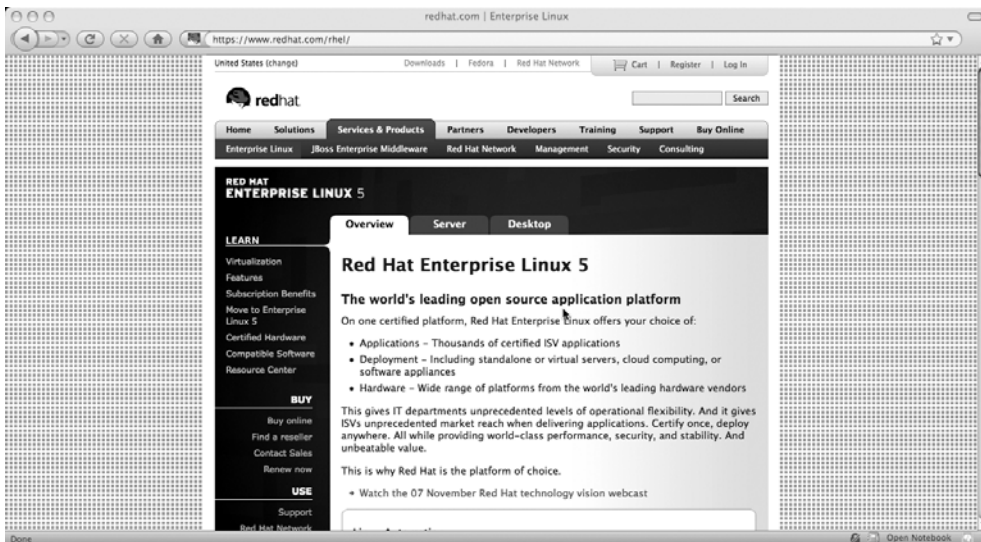 redhat.com | Enterprise Linux
https://www.redhat.com/rhel/
United States (change)
Downloads | Fedora | Red Hat Network
Cart | Register | Log In
redhat.
Search
Home Solutions Services & Products Partners Developers Training Support Buy Online
Enterprise Linux JBoss Enterprise Middleware Red Hat Network Management Security Consulting
RED HAT
ENTERPRISE LINUX 5
Overview Server Desktop
LEARN
Virtualization
Features
Subscription Benefits
Move to Enterprise
Linux 5
Certified Hardware
Compatible Software
Resource Center
BUY
Buy online
Find a reseller
Contact Sales
Renew now
USE
Support
Red Hat Network
Red Hat Enterprise Linux 5
The world's leading open source application platform
On one certified platform, Red Hat Enterprise Linux offers your choice of:
• Applications – Thousands of certified ISV applications
• Deployment – Including standalone or virtual servers, cloud computing, or
software appliances
• Hardware – Wide range of platforms from the world's leading hardware vendors
This gives IT departments unprecedented levels of operational flexibility. And it gives
ISVs unprecedented market reach when delivering applications. Certify once, deploy
anywhere. All while providing world-class performance, security, and stability. And
unbeatable value.
This is why Red Hat is the platform of choice.
Watch the 07 November Red Hat technology vision webcast
Done
Open Notebook